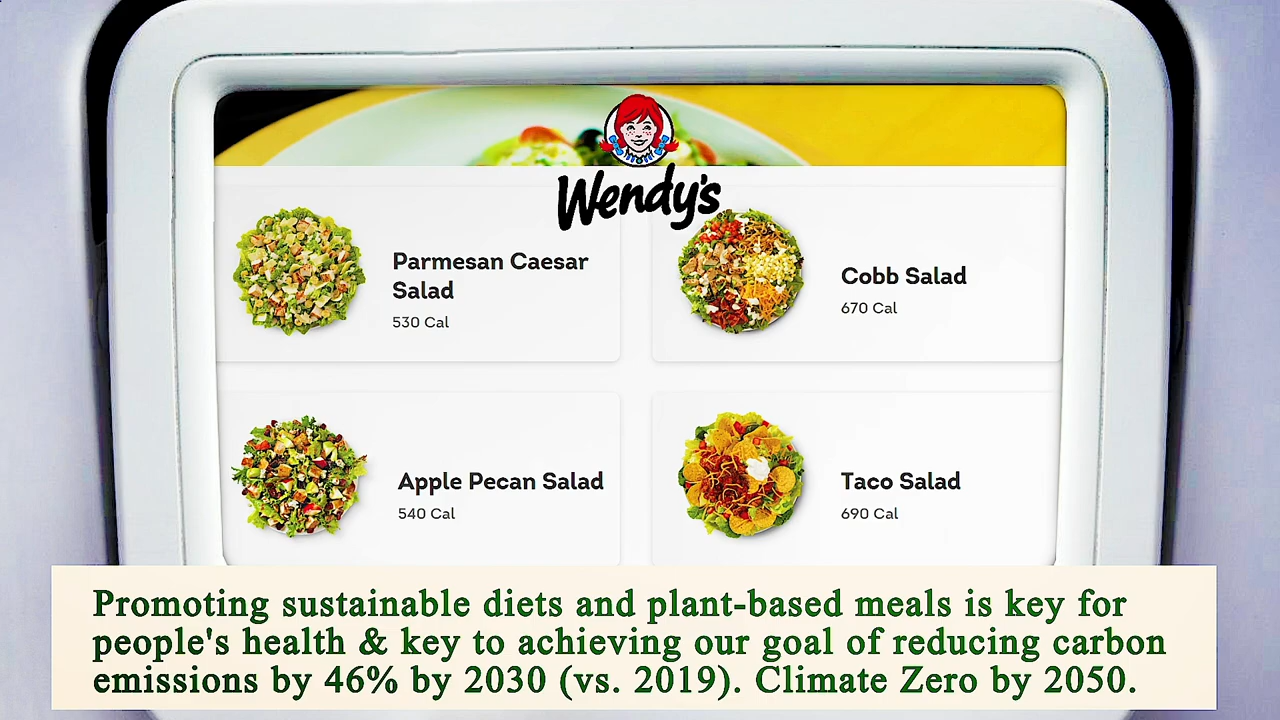 Wendy's
Parmesan Caesar
Salad
530 Cal
Cobb Salad
670 Cal
Apple Pecan Salad
540 Cal
Taco Salad
690 Cal
Promoting sustainable diets and plant-based meals is key for
people's health & key to achieving our goal of reducing carbon
emissions by 46% by 2030 (vs. 2019). Climate Zero by 2050.